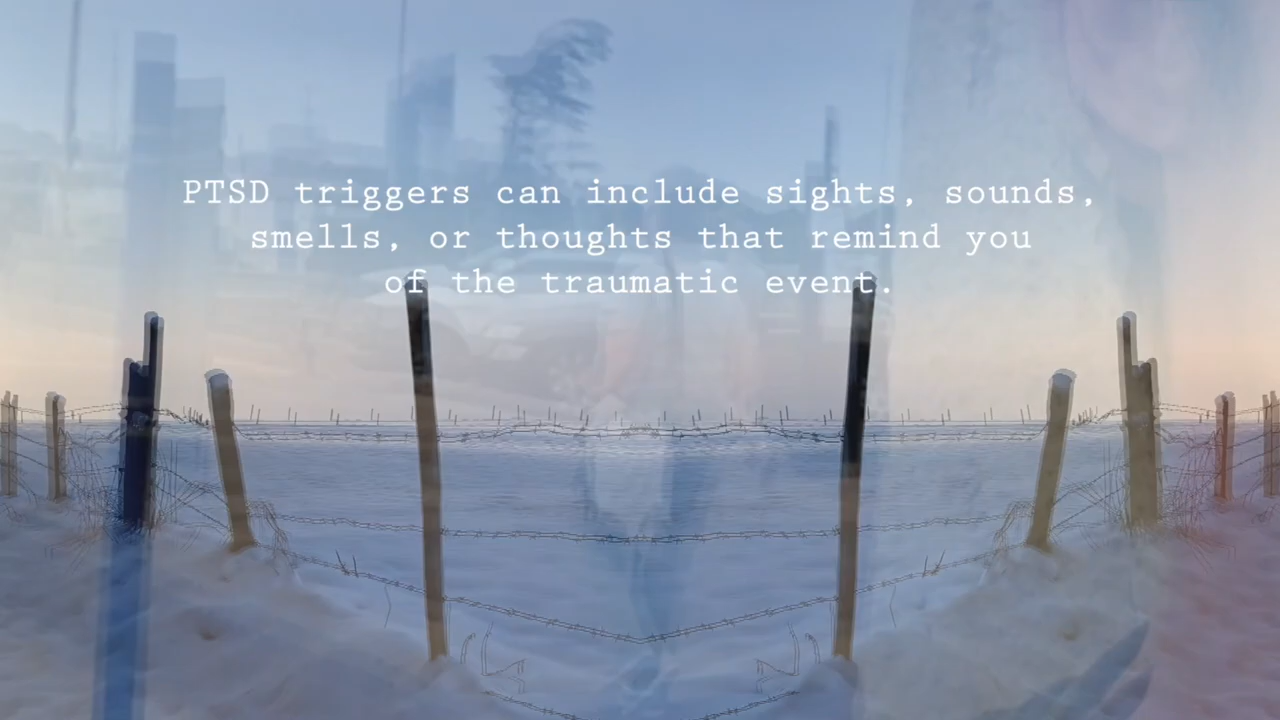 PTSD triggers can include sights, sounds,
smells, or thoughts that remind you
of the traumatic event.